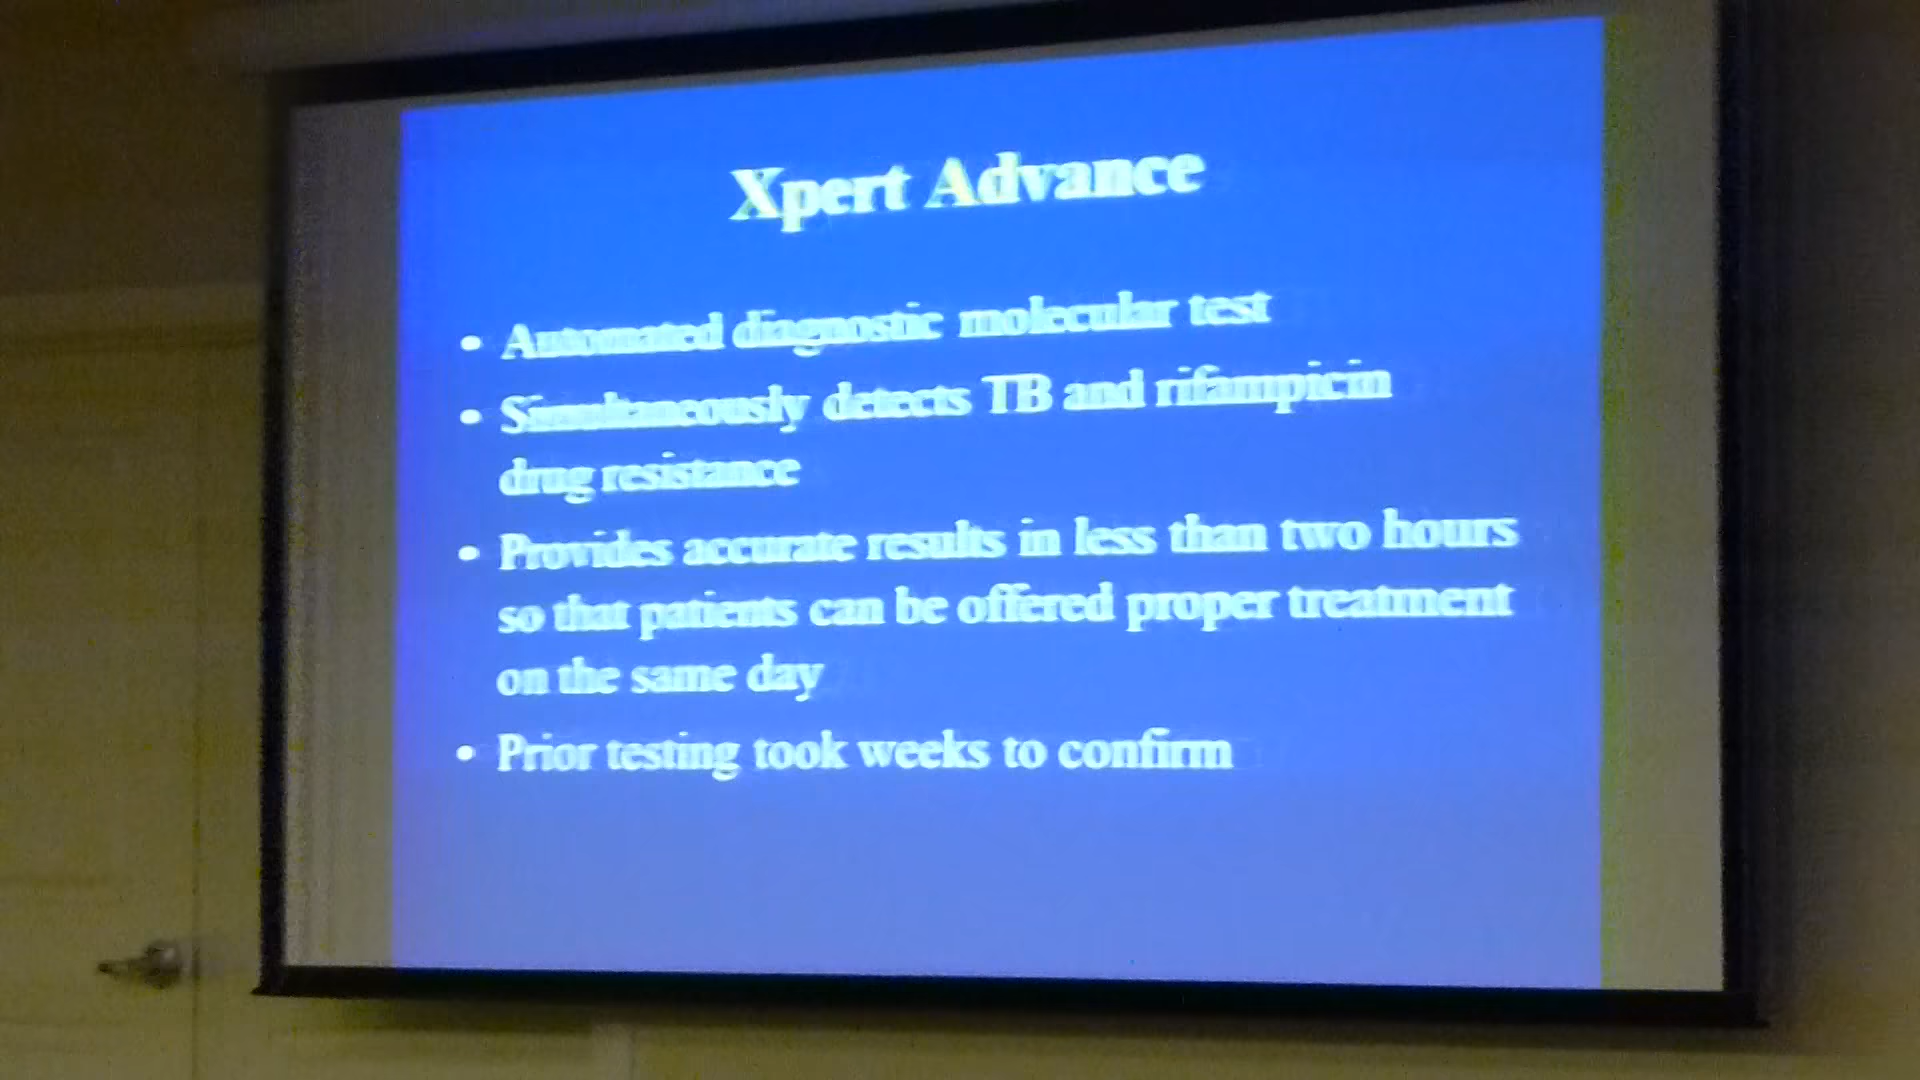 Xpert Advance
• Automated diagnostic molecular test
• Simultaneously detects TB and rifampicin
drug resistance
• Provides accurate results in less than two hours
so that patients can be offered proper treatment
on the same day
• Prior testing took weeks to confirm